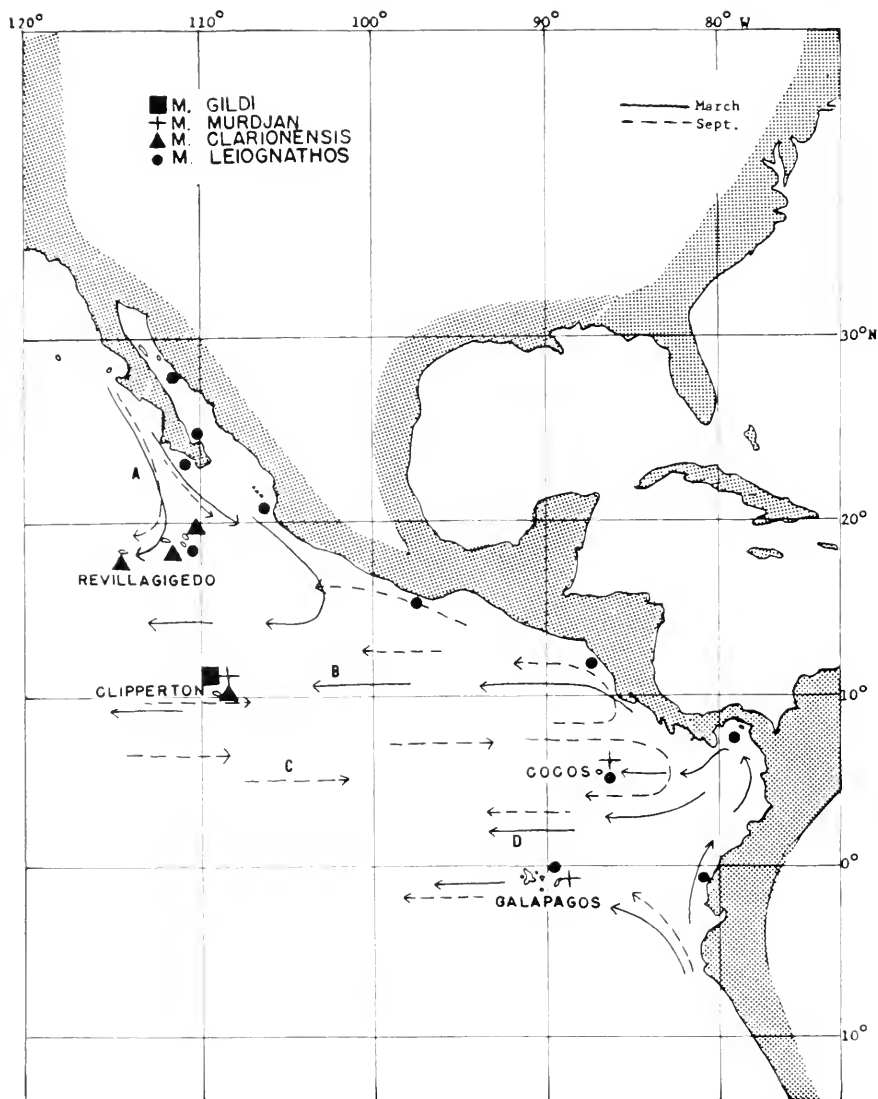 120° 110° 100° 90° 80° W
M. GILDI
M. MURDJAN
M. CLARIONENSIS
M. LEIOGNATHOS
March
Sept.
30°N
A
20°
REVILLAGIGEDO
B
CLIPPERTON
10°
C
COCOS
D
0°
GALAPAGOS
10°